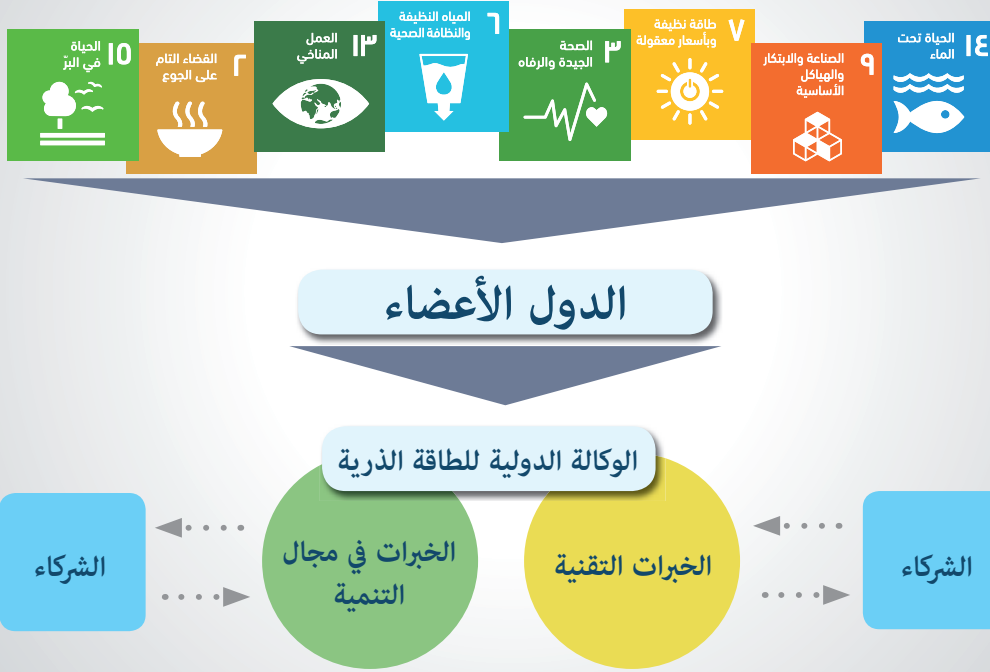 ١٤ الحياة تحت
الماء
٩ الصناعة والابتكار
والهياكل
الأساسية
٧ طاقة نظيفة
وبأسعار معقولة
٣ الصحة
الجيدة والرفاه
٦ المياه النظيفة
والنظافة الصحية
١٣ العمل
المناخي
٢ القضاء التام
على الجوع
١٥ الحياة
في البرّ
الدول الأعضاء
الوكالة الدولية للطاقة الذرية
الشركاء
الخبرات التقنية
الخبرات في مجال
التنمية
الشركاء